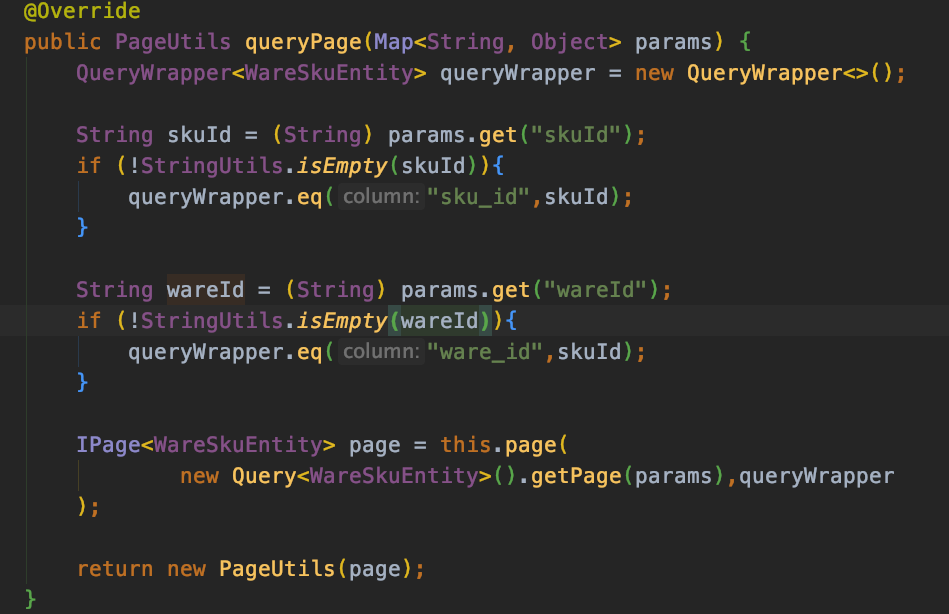 @Override
public PageUtils queryPage(Map<String, Object> params) {
QueryWrapper<WareSkuEntity> queryWrapper = new QueryWrapper<>();
String skuId = (String) params.get("skuId");
if (!StringUtils.isEmpty(skuId)){
queryWrapper.eq( column: "sku_id",skuId);
}
String wareId = (String) params.get("wareId");
if (!StringUtils.isEmpty(wareId)){
queryWrapper.eq( column: "ware_id",skuId);
}
IPage<WareSkuEntity> page = this.page(
new Query<WareSkuEntity>().getPage(params),queryWrapper
);
return new PageUtils(page);
}